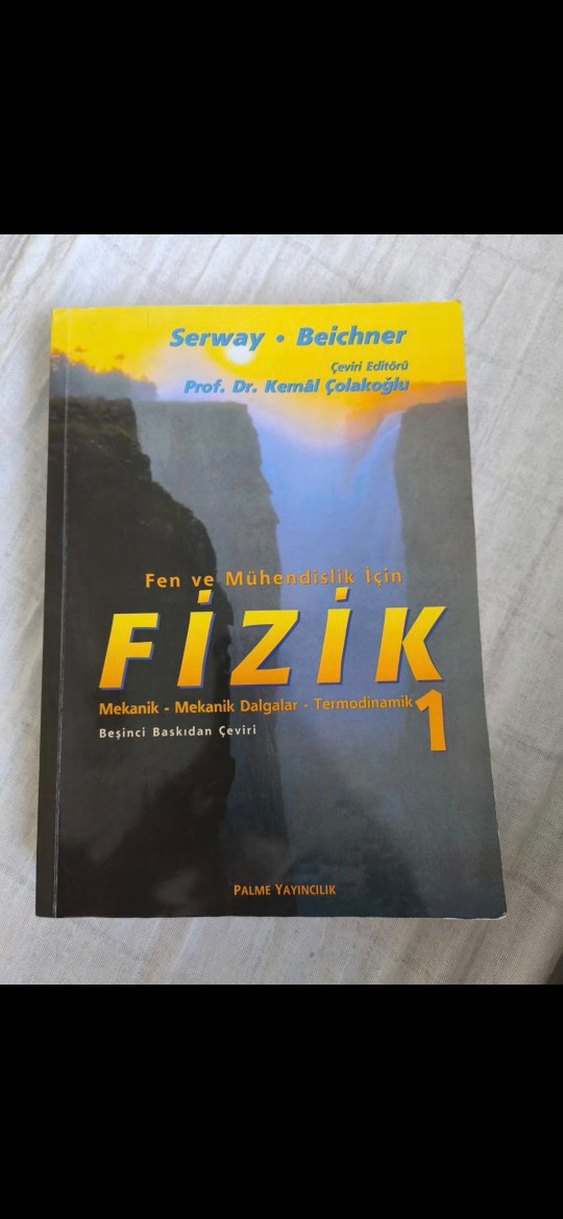 Serway • Beichner
Çeviri Editörü
Prof. Dr. Kemâl Çolakoğlu
Fen ve Mühendislik İçin
FİZİK
Mekanik - Mekanik Dalgalar - Termodinamik 1
Beşinci Baskıdan Çeviri
PALME YAYINCILIK